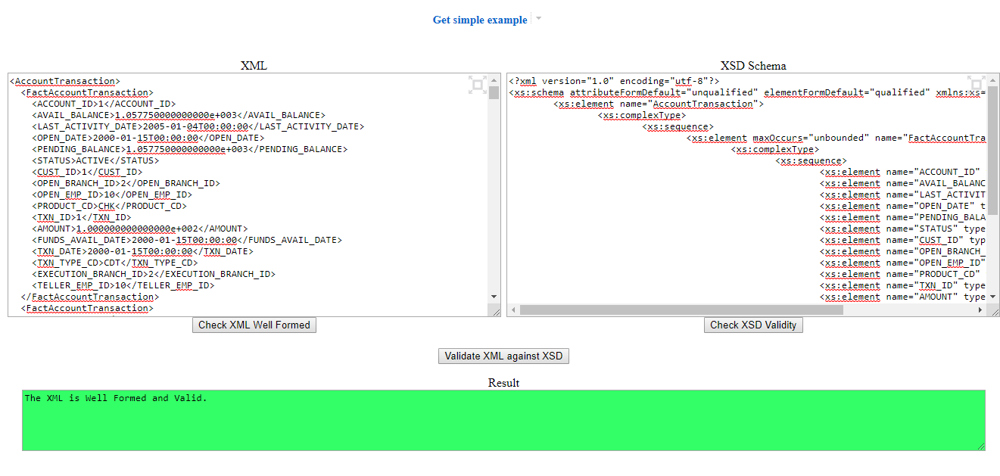 Get simple example
XML
<AccountTransaction>
<FactAccountTransaction>
<ACCOUNT_ID>1</ACCOUNT_ID>
<AVAIL_BALANCE>1.057750000000000e+003</AVAIL_BALANCE>
<LAST_ACTIVITY_DATE>2005-01-04T00:00:00</LAST_ACTIVITY_DATE>
<OPEN_DATE>2000-01-15T00:00:00</OPEN_DATE>
<PENDING_BALANCE>1.057750000000000e+003</PENDING_BALANCE>
<STATUS>ACTIVE</STATUS>
<CUST_ID>1</CUST_ID>
<OPEN_BRANCH_ID>2</OPEN_BRANCH_ID>
<OPEN_EMP_ID>10</OPEN_EMP_ID>
<PRODUCT_CD>CHK</PRODUCT_CD>
<TXN_ID>1</TXN_ID>
<AMOUNT>1.000000000000000e+002</AMOUNT>
<FUNDS_AVAIL_DATE>2000-01-15T00:00:00</FUNDS_AVAIL_DATE>
<TXN_DATE>2000-01-15T00:00:00</TXN_DATE>
<TXN_TYPE_CD>CDT</TXN_TYPE_CD>
<EXECUTION_BRANCH_ID>2</EXECUTION_BRANCH_ID>
<TELLER_EMP_ID>10</TELLER_EMP_ID>
</FactAccountTransaction>
<FactAccountTransaction>
Check XML Well Formed
XSD Schema
<?xml version="1.0" encoding="utf-8"?>
<xs:schema attributeFormDefault="unqualified" elementFormDefault="qualified" xmlns:xs=
<xs:element name="AccountTransaction">
<xs:complexType>
<xs:sequence>
<xs:element maxOccurs="unbounded" name="FactAccountTra
<xs:complexType>
<xs:sequence>
<xs:element name="ACCOUNT_ID"
<xs:element name="AVAIL_BALANC
<xs:element name="LAST_ACTIVIT
<xs:element name="OPEN_DATE" t
<xs:element name="PENDING_BALA
<xs:element name="STATUS" type
<xs:element name="CUST_ID" typ
<xs:element name="OPEN_BRANCH_
<xs:element name="OPEN_EMP_ID"
<xs:element name="PRODUCT_CD"
<xs:element name="TXN_ID" type
<xs:element name="AMOUNT" type
Check XSD Validity
Validate XML against XSD
Result
The XML is Well Formed and Valid.